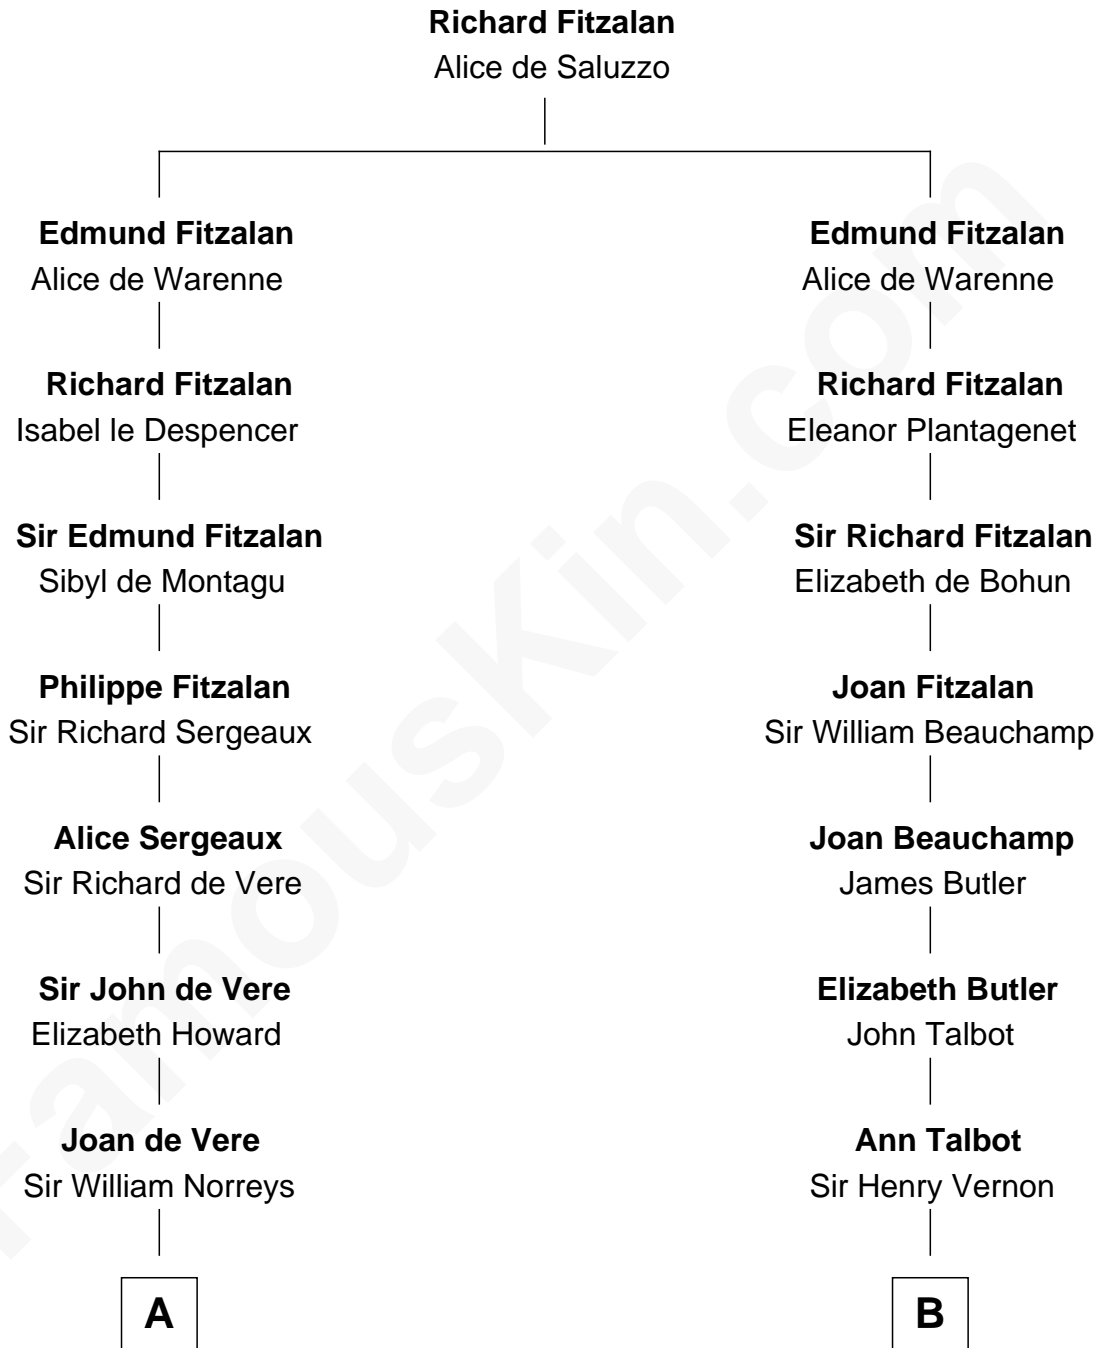 Richard Fitzalan
Alice de Saluzzo
Edmund Fitzalan
Alice de Warenne
Richard Fitzalan
Isabel le Despencer
Sir Edmund Fitzalan
Sibyl de Montagu
Philippe Fitzalan
Sir Richard Sergeaux
Alice Sergeaux
Sir Richard de Vere
Sir John de Vere
Elizabeth Howard
Joan de Vere
Sir William Norreys
A
Edmund Fitzalan
Alice de Warenne
Richard Fitzalan
Eleanor Plantagenet
Sir Richard Fitzalan
Elizabeth de Bohun
Joan Fitzalan
Sir William Beauchamp
Joan Beauchamp
James Butler
Elizabeth Butler
John Talbot
Ann Talbot
Sir Henry Vernon
B
FamousKin.com